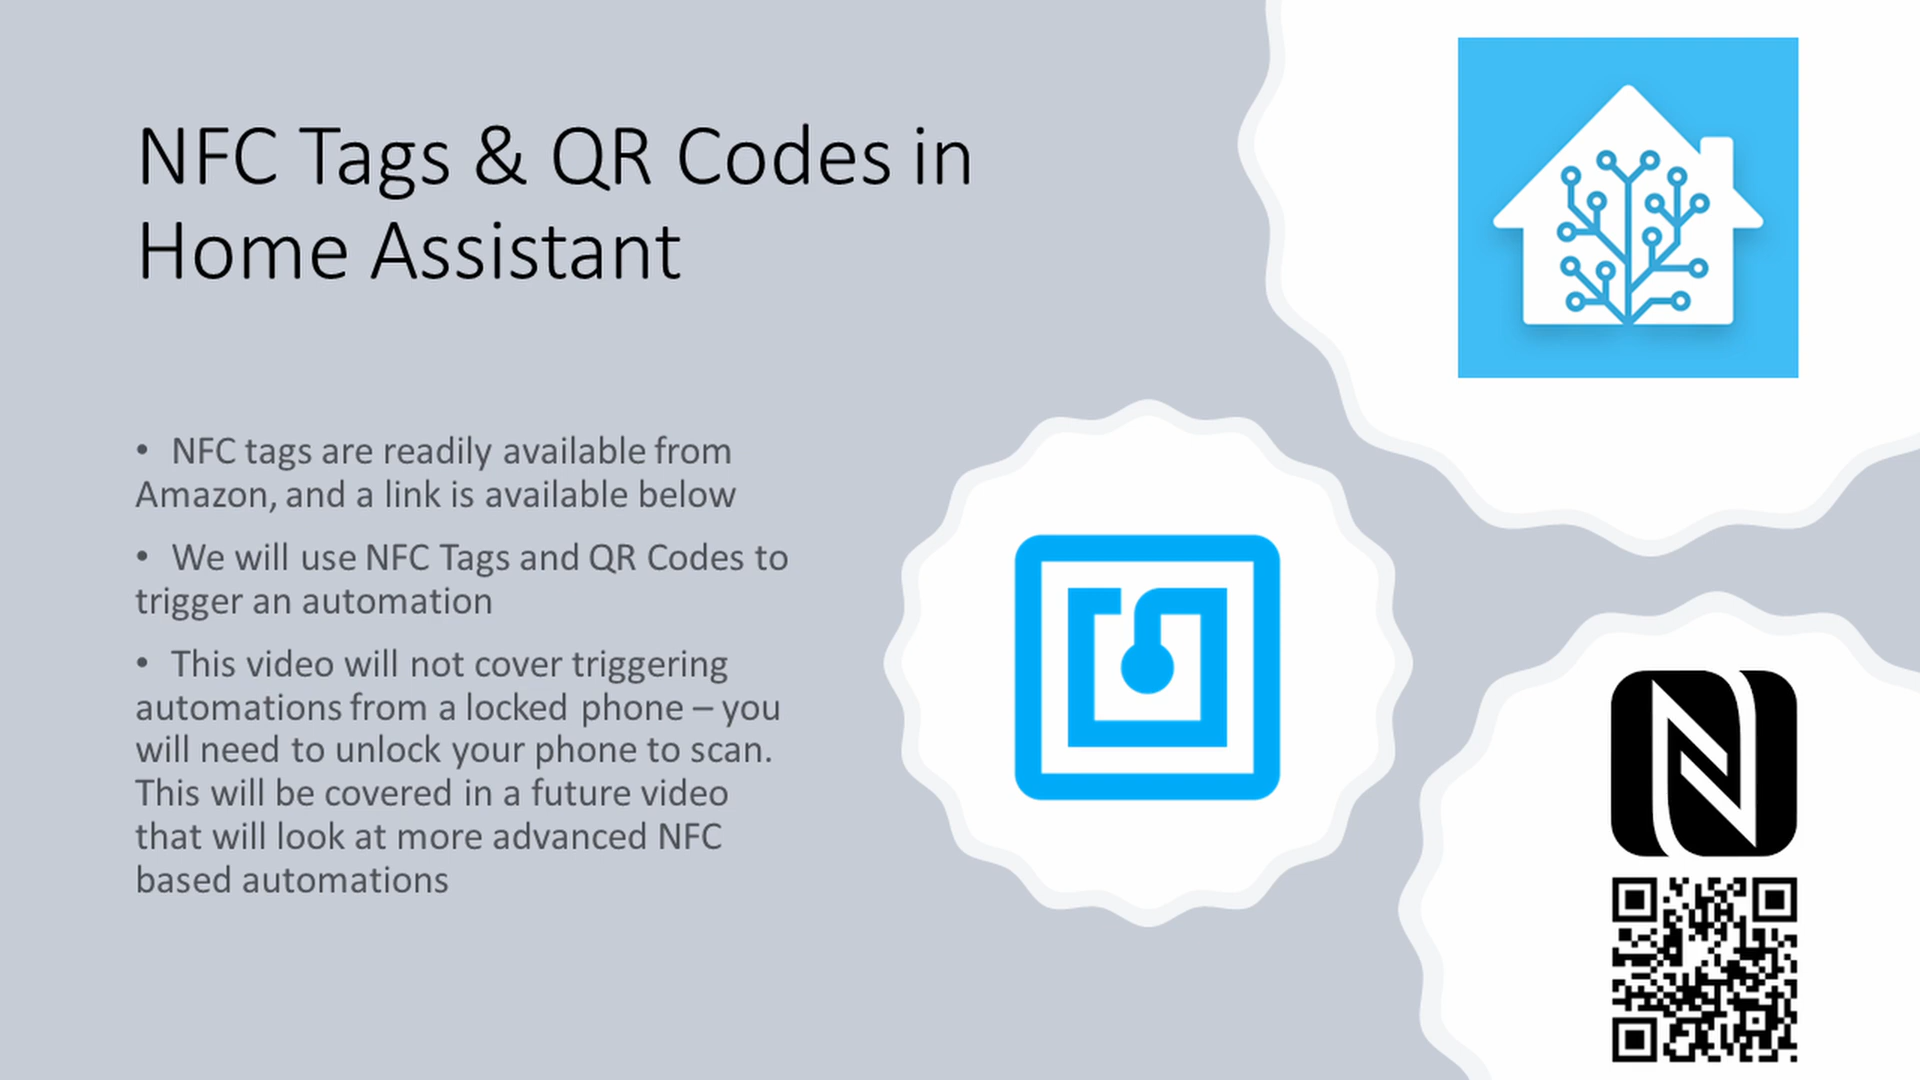 NFC Tags & QR Codes in
Home Assistant
• NFC tags are readily available from
Amazon, and a link is available below
• We will use NFC Tags and QR Codes to
trigger an automation
• This video will not cover triggering
automations from a locked phone – you
will need to unlock your phone to scan.
This will be covered in a future video
that will look at more advanced NFC
based automations